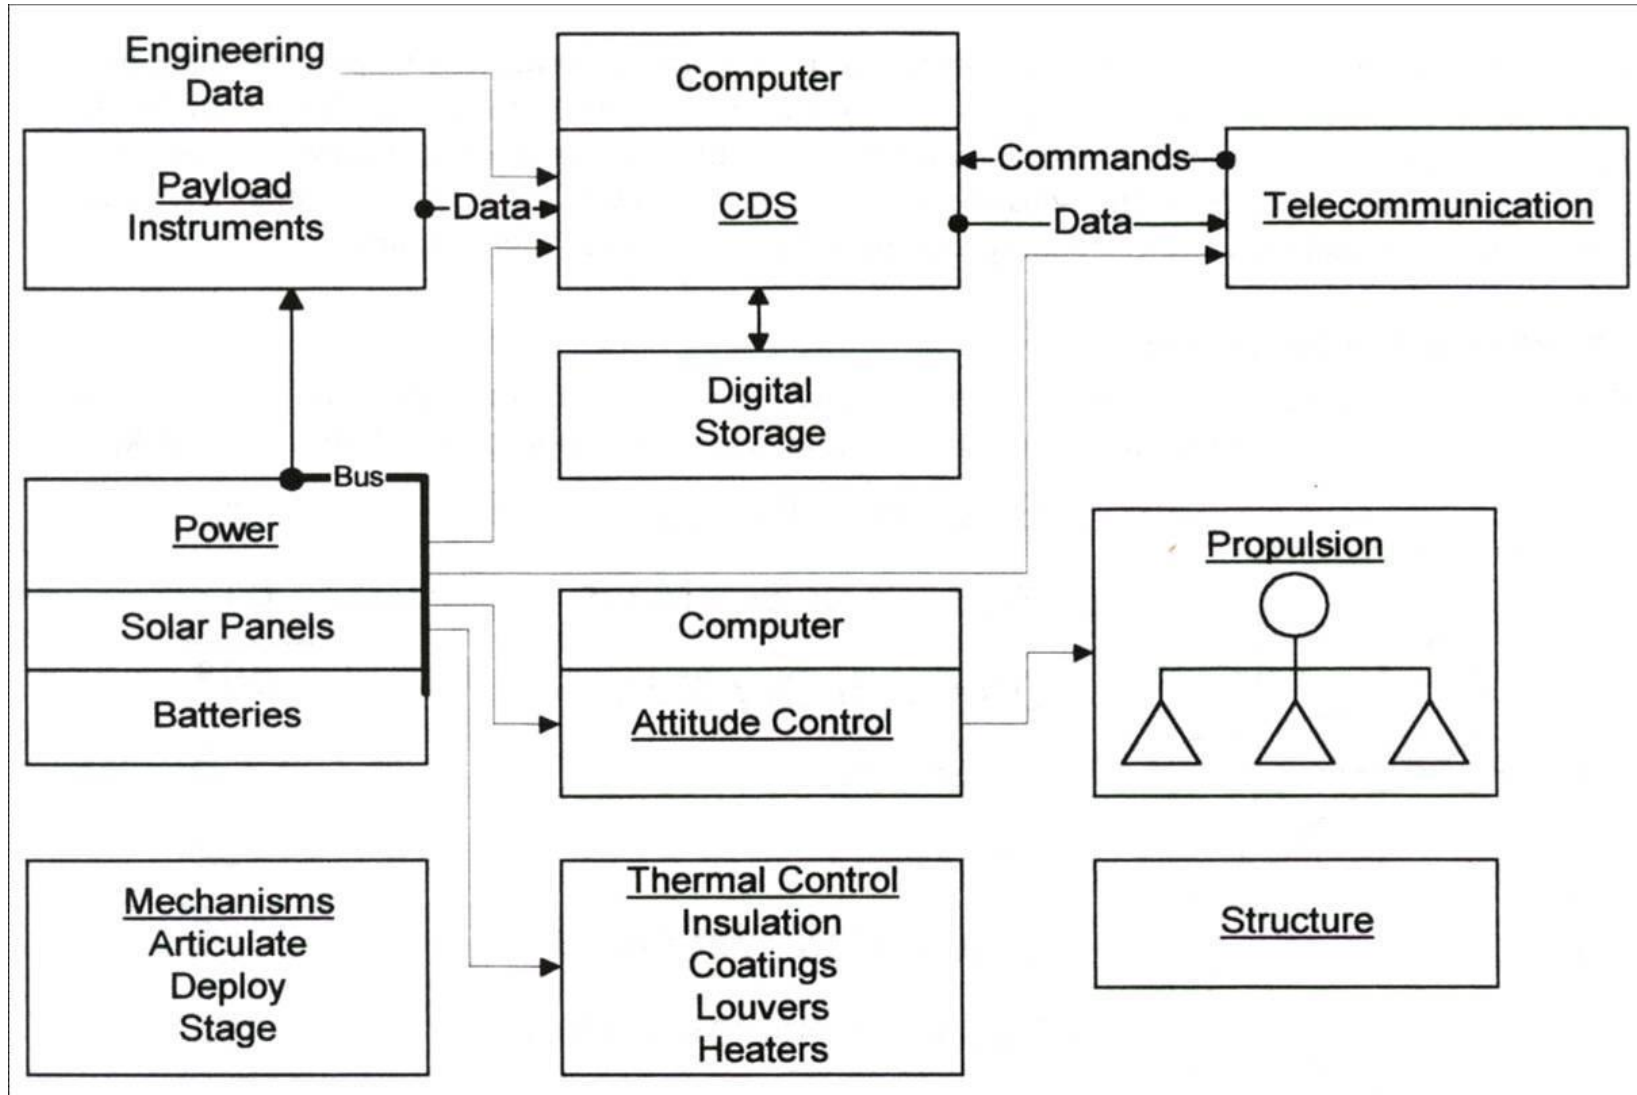 Engineering
Data
Computer
Payload
Instruments
Data
CDS
Commands
Data
Telecommunication
Digital
Storage
Bus
Power
Solar Panels
Batteries
Computer
Attitude Control
Propulsion
Mechanisms
Articulate
Deploy
Stage
Thermal Control
Insulation
Coatings
Louvers
Heaters
Structure